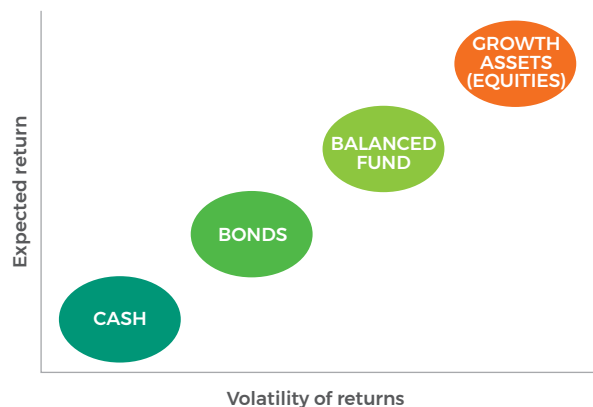 GROWTH
ASSETS
(EQUITIES)
BALANCED
FUND
BONDS
CASH
Expected return
Volatility of returns